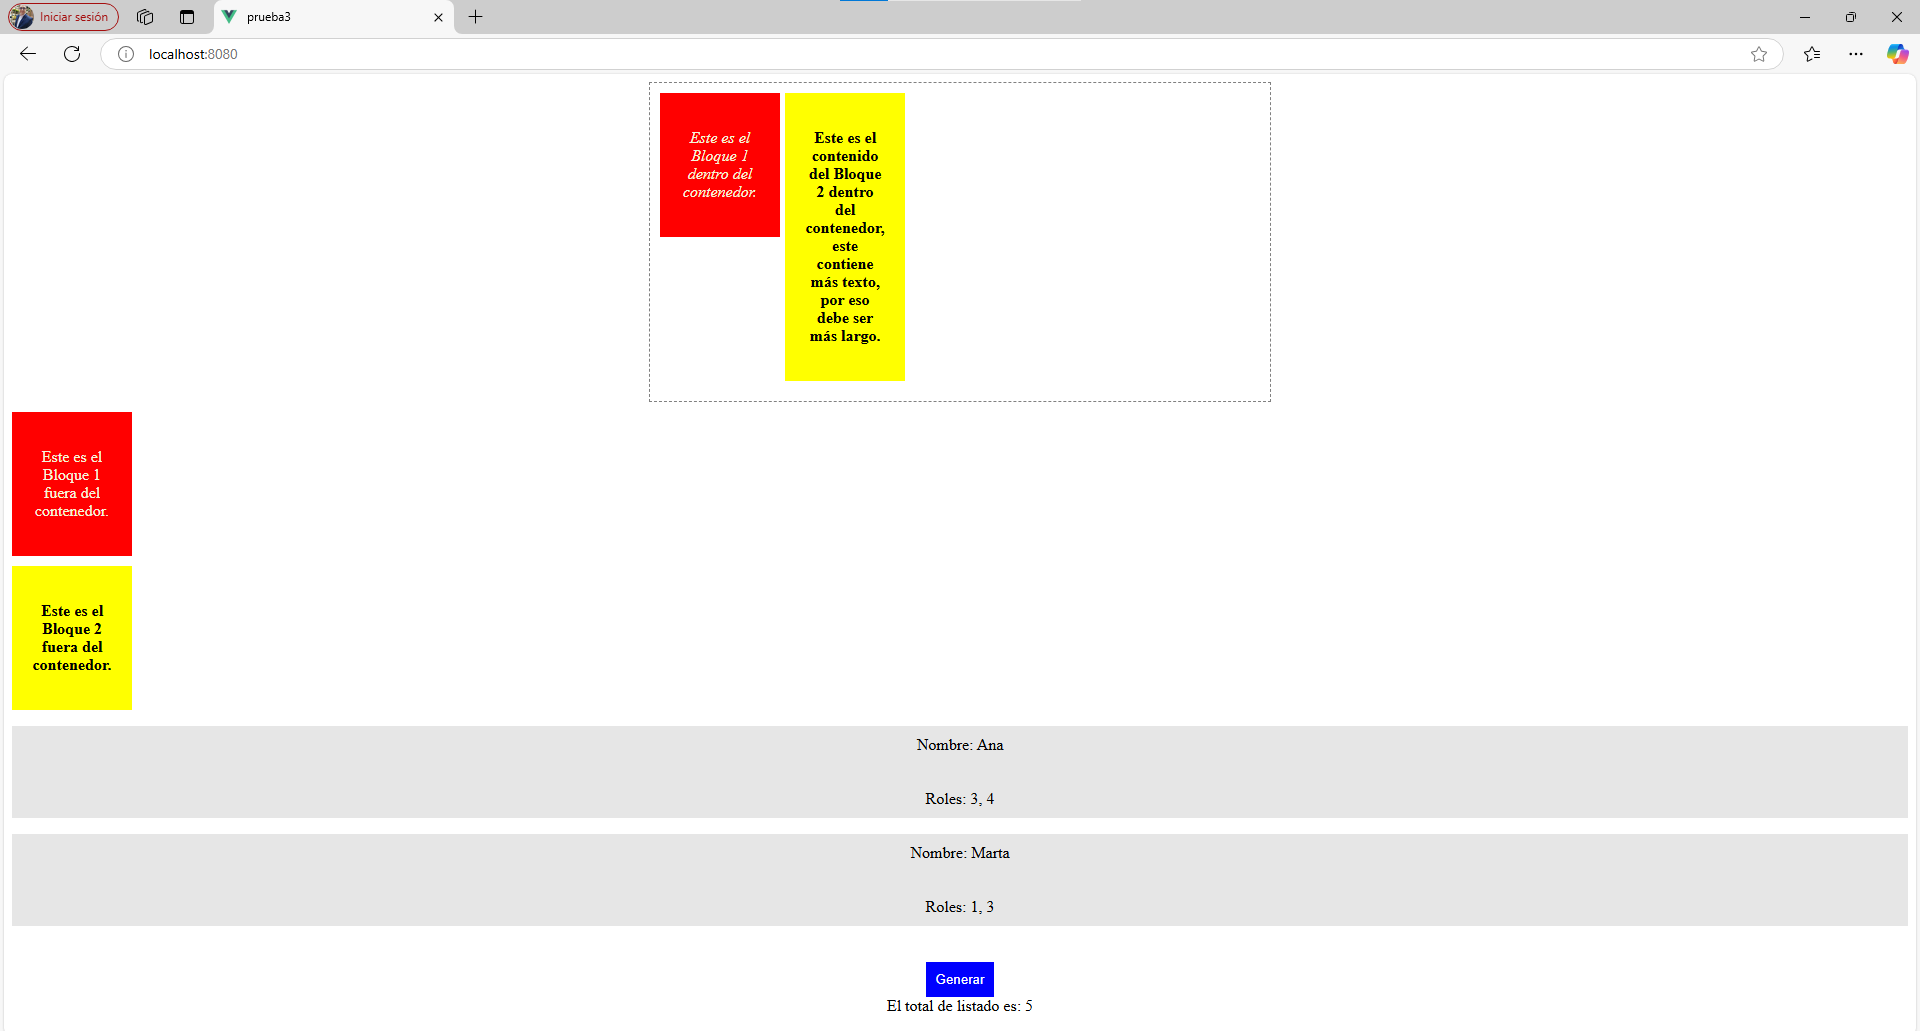 Iniciar sesión
prueba3
localhost:8080
Este es el
Bloque 1
dentro del
contenedor.
Este es el
contenido
del Bloque
2 dentro
del
contenedor,
este
contiene
más texto,
por eso
debe ser
más largo.
Este es el
Bloque 1
fuera del
contenedor.
Este es el
Bloque 2
fuera del
contenedor.
Nombre: Ana
Roles: 3, 4
Nombre: Marta
Roles: 1, 3
Generar
El total de listado es: 5